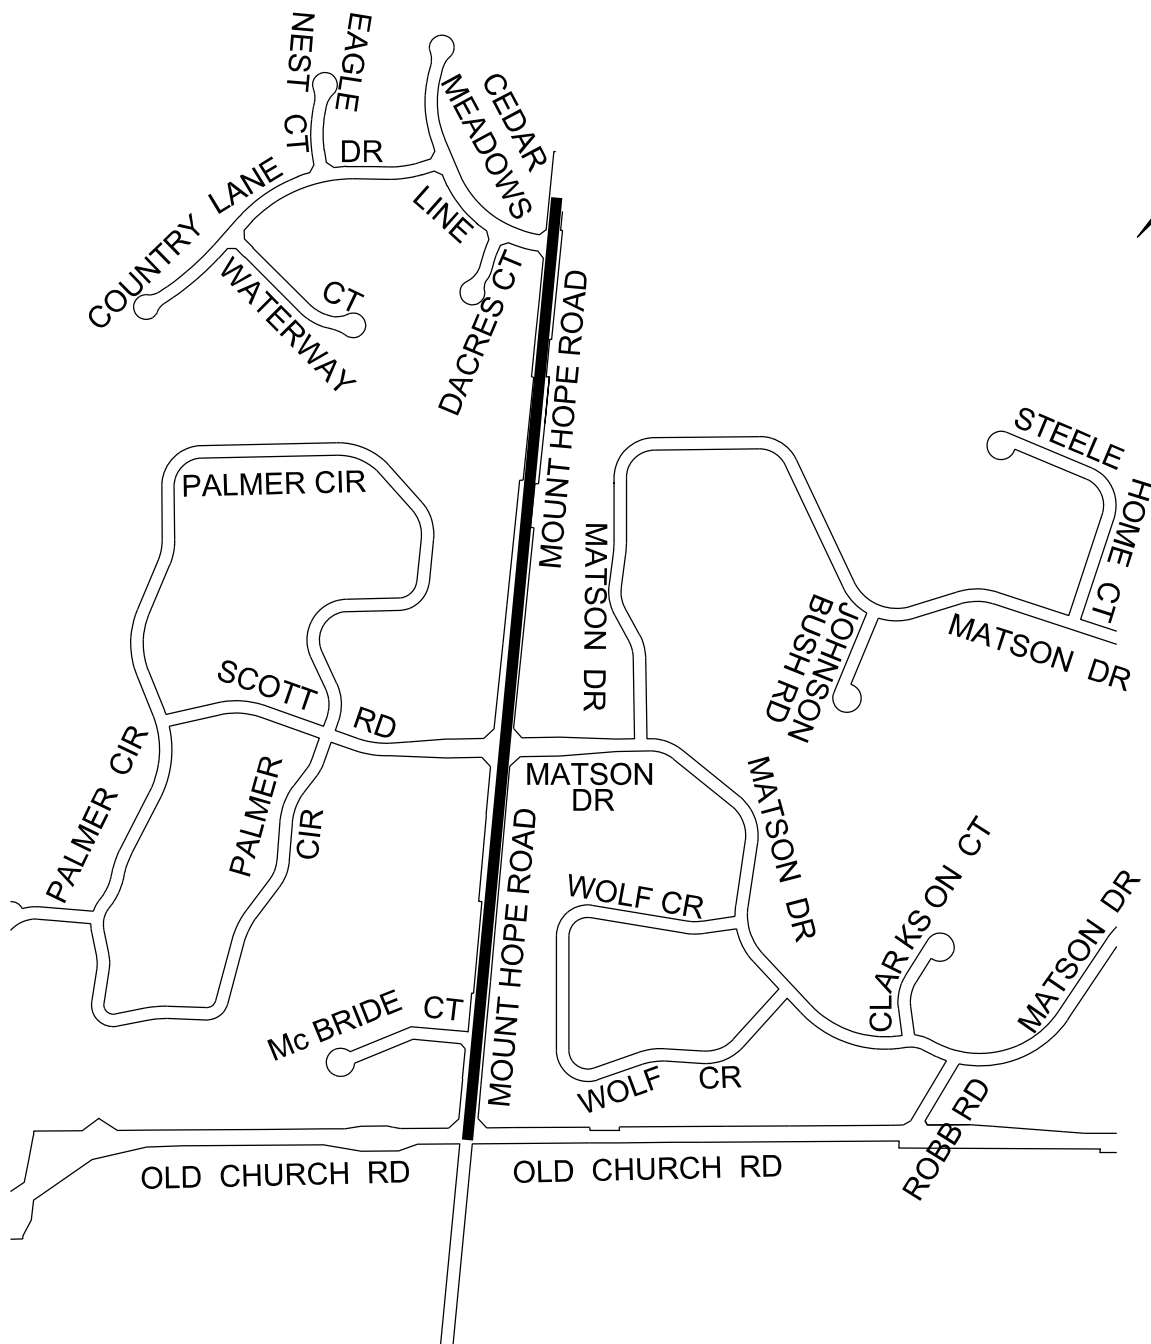 EAGLE
NEST CT
CEDAR
MEADOWS
COUNTRY LANE DR
LINE
WATERWAY CT
DACRES CT
MOUNT HOPE ROAD
PALMER CIR
STEELE
HOME CT
MATSON DR
JOHNSON
BUSH RD
MATSON DR
SCOTT RD
PALMER CIR
PALMER
CIR
MATSON
DR
MATSON DR
MOUNT HOPE ROAD
WOLF CR
CLARKSON CT
MATSON DR
Mc BRIDE CT
WOLF CR
ROBB RD
OLD CHURCH RD
OLD CHURCH RD